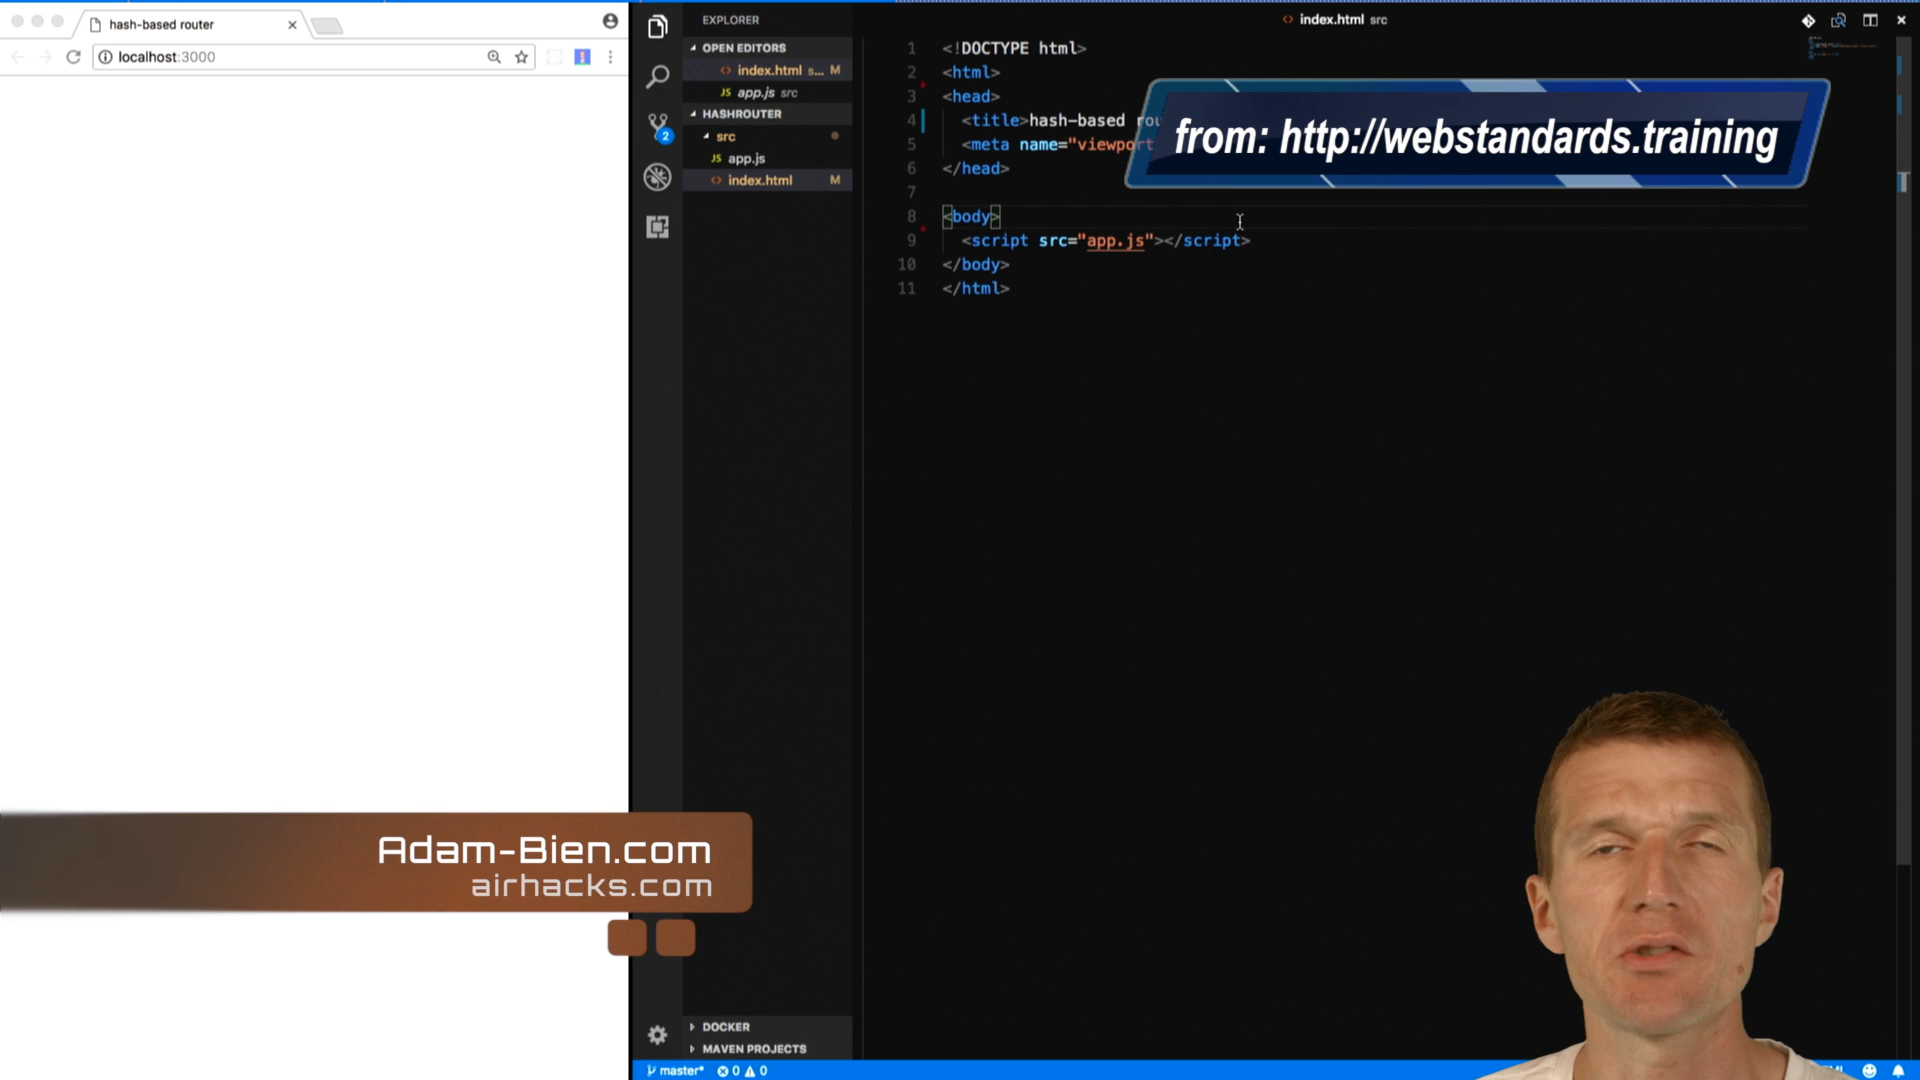 hash-based router
localhost:3000
EXPLORER
OPEN EDITORS
index.html s... M
app.js src
HASHROUTER
src
JS app.js
index.html M
2
DOCKER
MAVEN PROJECTS
master* 0 0
index.html src
1 <!DOCTYPE html>
2 <html>
3 <head>
4 <title>hash-based
5 <meta name="viewport
6 </head>
7
8 <body>
9 <script src="app.js"></script>
10 </body>
11 </html>
from: http://webstandards.training
Adam-Bien.com
airhacks.com